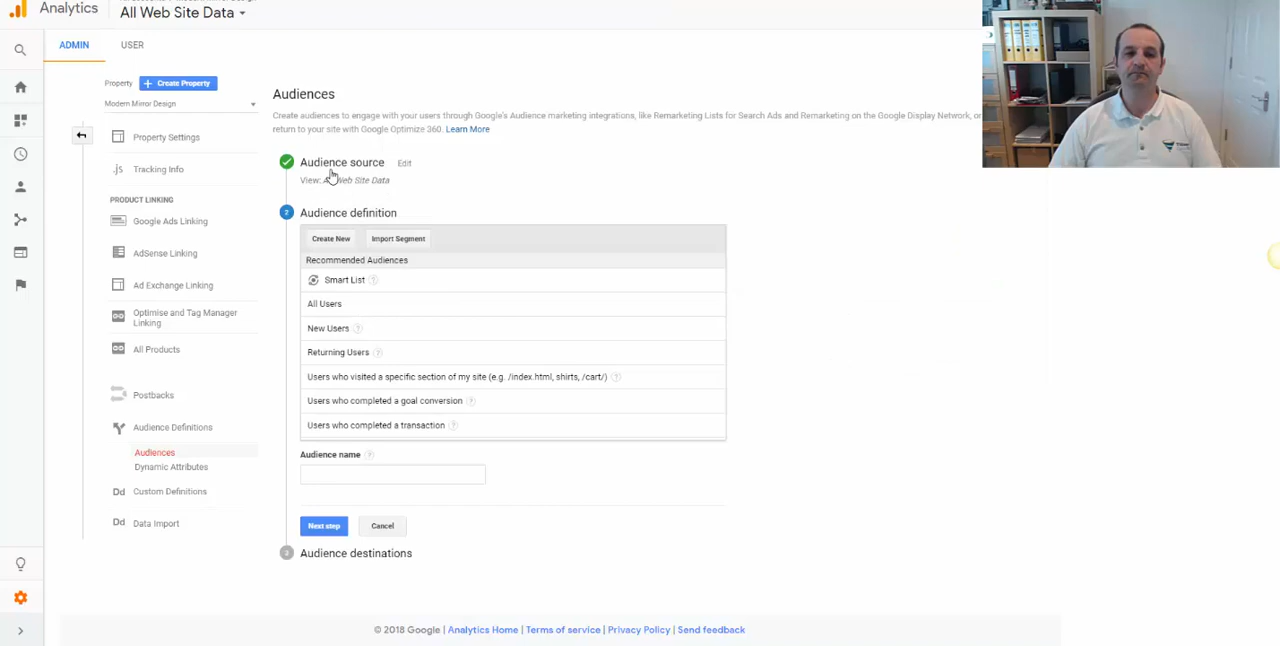 Analytics
All Web Site Data
ADMIN
USER
Property
+ Create Property
Modern Mirror Design
Property Settings
.js Tracking Info
PRODUCT LINKING
Google Ads Linking
AdSense Linking
Ad Exchange Linking
Optimise and Tag Manager
Linking
All Products
Postbacks
Audience Definitions
Audiences
Dynamic Attributes
Dd Custom Definitions
Dd Data Import
Audiences
Create audiences to engage with your users through Google's Audience marketing integrations, like Remarketing Lists for Search Ads and Remarketing on the Google Display Network, or
return to your site with Google Optimize 360. Learn More
Audience source Edit
View: Web Site Data
2 Audience definition
Create New Import Segment
Recommended Audiences
Smart List ?
All Users
New Users ?
Returning Users ?
Users who visited a specific section of my site (e.g. /index.html, shirts, /cart/) ?
Users who completed a goal conversion ?
Users who completed a transaction ?
Audience name ?
Next step Cancel
3 Audience destinations
© 2018 Google | Analytics Home | Terms of service | Privacy Policy | Send feedback